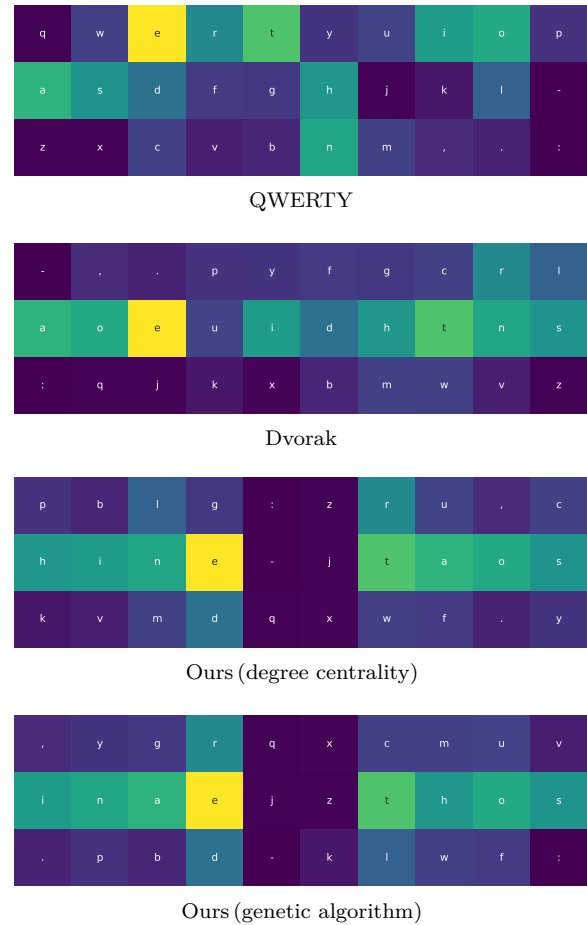 q w e r t y u i o p
a s d f g h j k l -
z x c v b n m , . :
QWERTY
- , . p y f g c r l
a o e u i d h t n s
: q j k x b m w v z
Dvorak
p b l g : z r u , c
h i n e - j t a o s
k v m d q x w f . y
Ours (degree centrality)
, y g r q x c m u v
i n a e j z t h o s
. p b d - k l w f :
Ours (genetic algorithm)